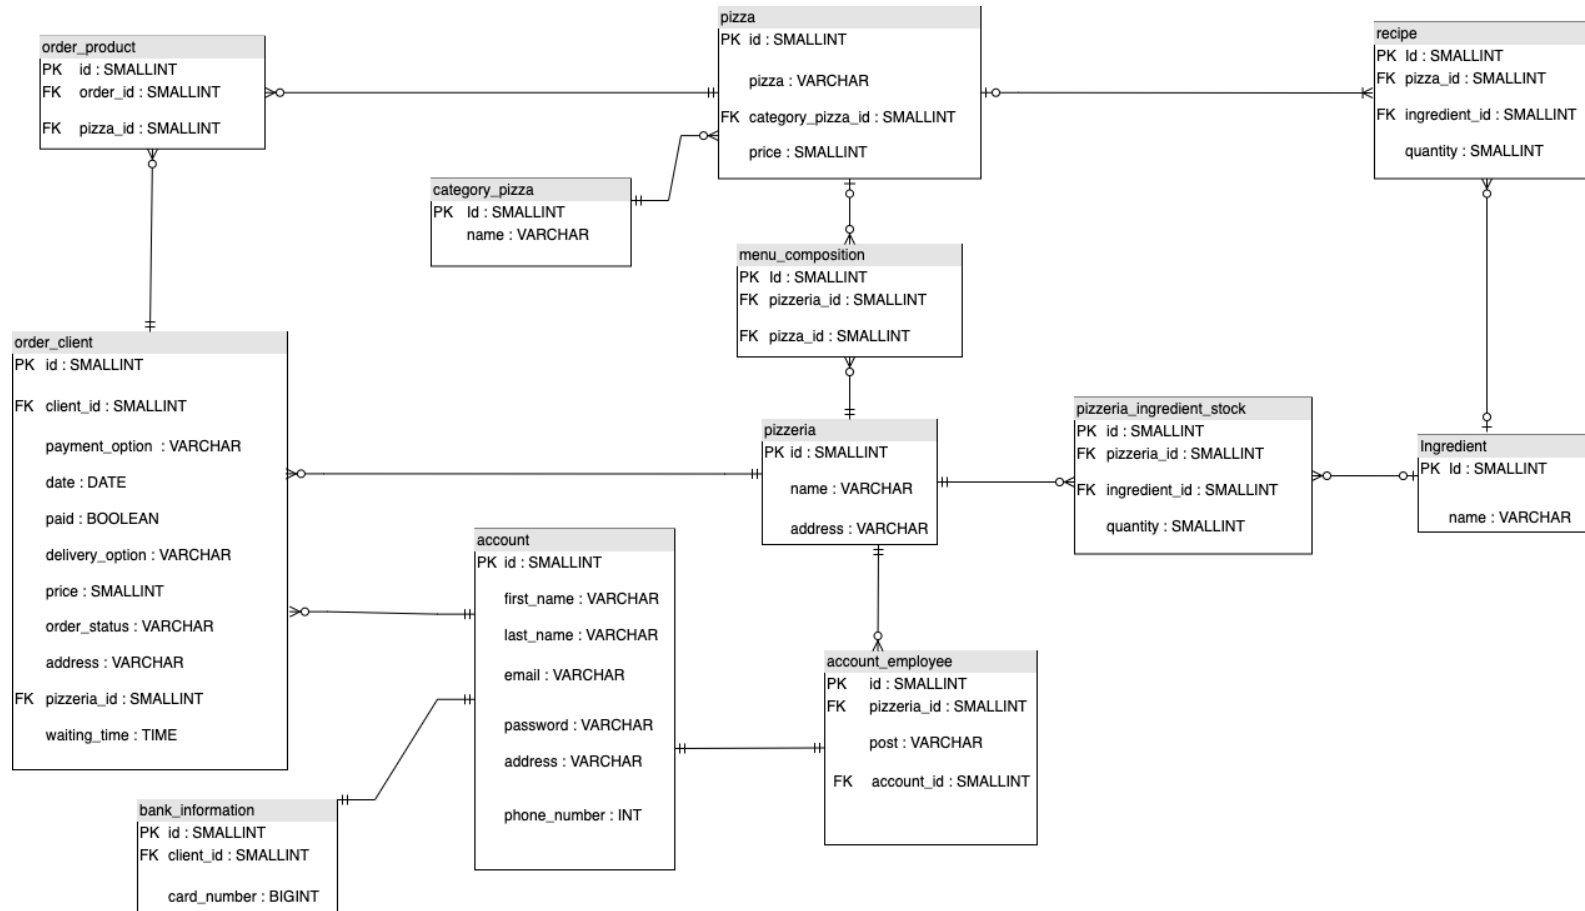 order_product
PK id : SMALLINT
FK order_id : SMALLINT
FK pizza_id : SMALLINT
pizza
PK id : SMALLINT
pizza : VARCHAR
FK category_pizza_id : SMALLINT
price : SMALLINT
recipe
PK Id : SMALLINT
FK pizza_id : SMALLINT
FK ingredient_id : SMALLINT
quantity : SMALLINT
category_pizza
PK Id : SMALLINT
name : VARCHAR
menu_composition
PK Id : SMALLINT
FK pizzeria_id : SMALLINT
FK pizza_id : SMALLINT
order_client
PK id : SMALLINT
FK client_id : SMALLINT
payment_option : VARCHAR
date : DATE
paid : BOOLEAN
delivery_option : VARCHAR
price : SMALLINT
order_status : VARCHAR
address : VARCHAR
FK pizzeria_id : SMALLINT
waiting_time : TIME
pizzeria
PK id : SMALLINT
name : VARCHAR
address : VARCHAR
pizzeria_ingredient_stock
PK id : SMALLINT
FK pizzeria_id : SMALLINT
FK ingredient_id : SMALLINT
quantity : SMALLINT
Ingredient
PK Id : SMALLINT
name : VARCHAR
account
PK id : SMALLINT
first_name : VARCHAR
last_name : VARCHAR
email : VARCHAR
password : VARCHAR
address : VARCHAR
phone_number : INT
account_employee
PK id : SMALLINT
FK pizzeria_id : SMALLINT
post : VARCHAR
FK account_id : SMALLINT
bank_information
PK id : SMALLINT
FK client_id : SMALLINT
card_number : BIGINT